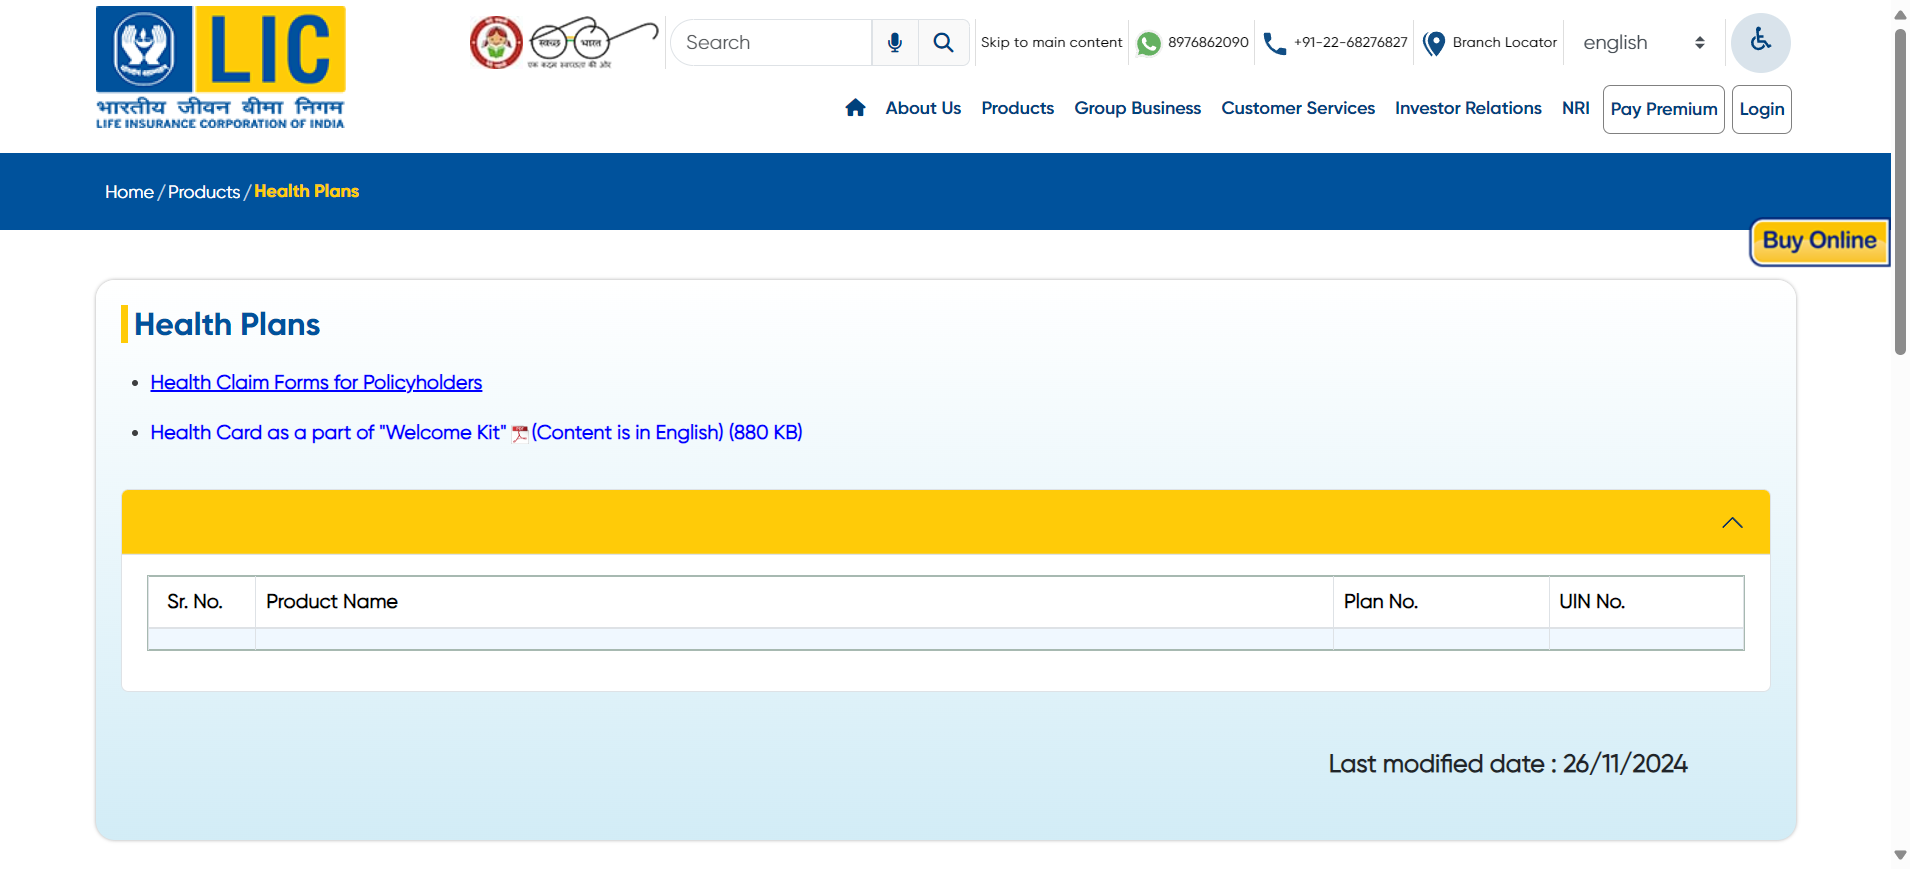 LIC
भारतीय जीवन बीमा निगम
LIFE INSURANCE CORPORATION OF INDIA
स्वच्छ भारत
एक कदम स्वच्छता की ओर
Search
Skip to main content
8976862090
+91-22-68276827
Branch Locator
english
About Us
Products
Group Business
Customer Services
Investor Relations
NRI
Pay Premium
Login
Home / Products / Health Plans
Buy Online
Health Plans
Health Claim Forms for Policyholders
Health Card as a part of "Welcome Kit" (Content is in English) (880 KB)
Sr. No. Product Name Plan No. UIN No.
Last modified date : 26/11/2024